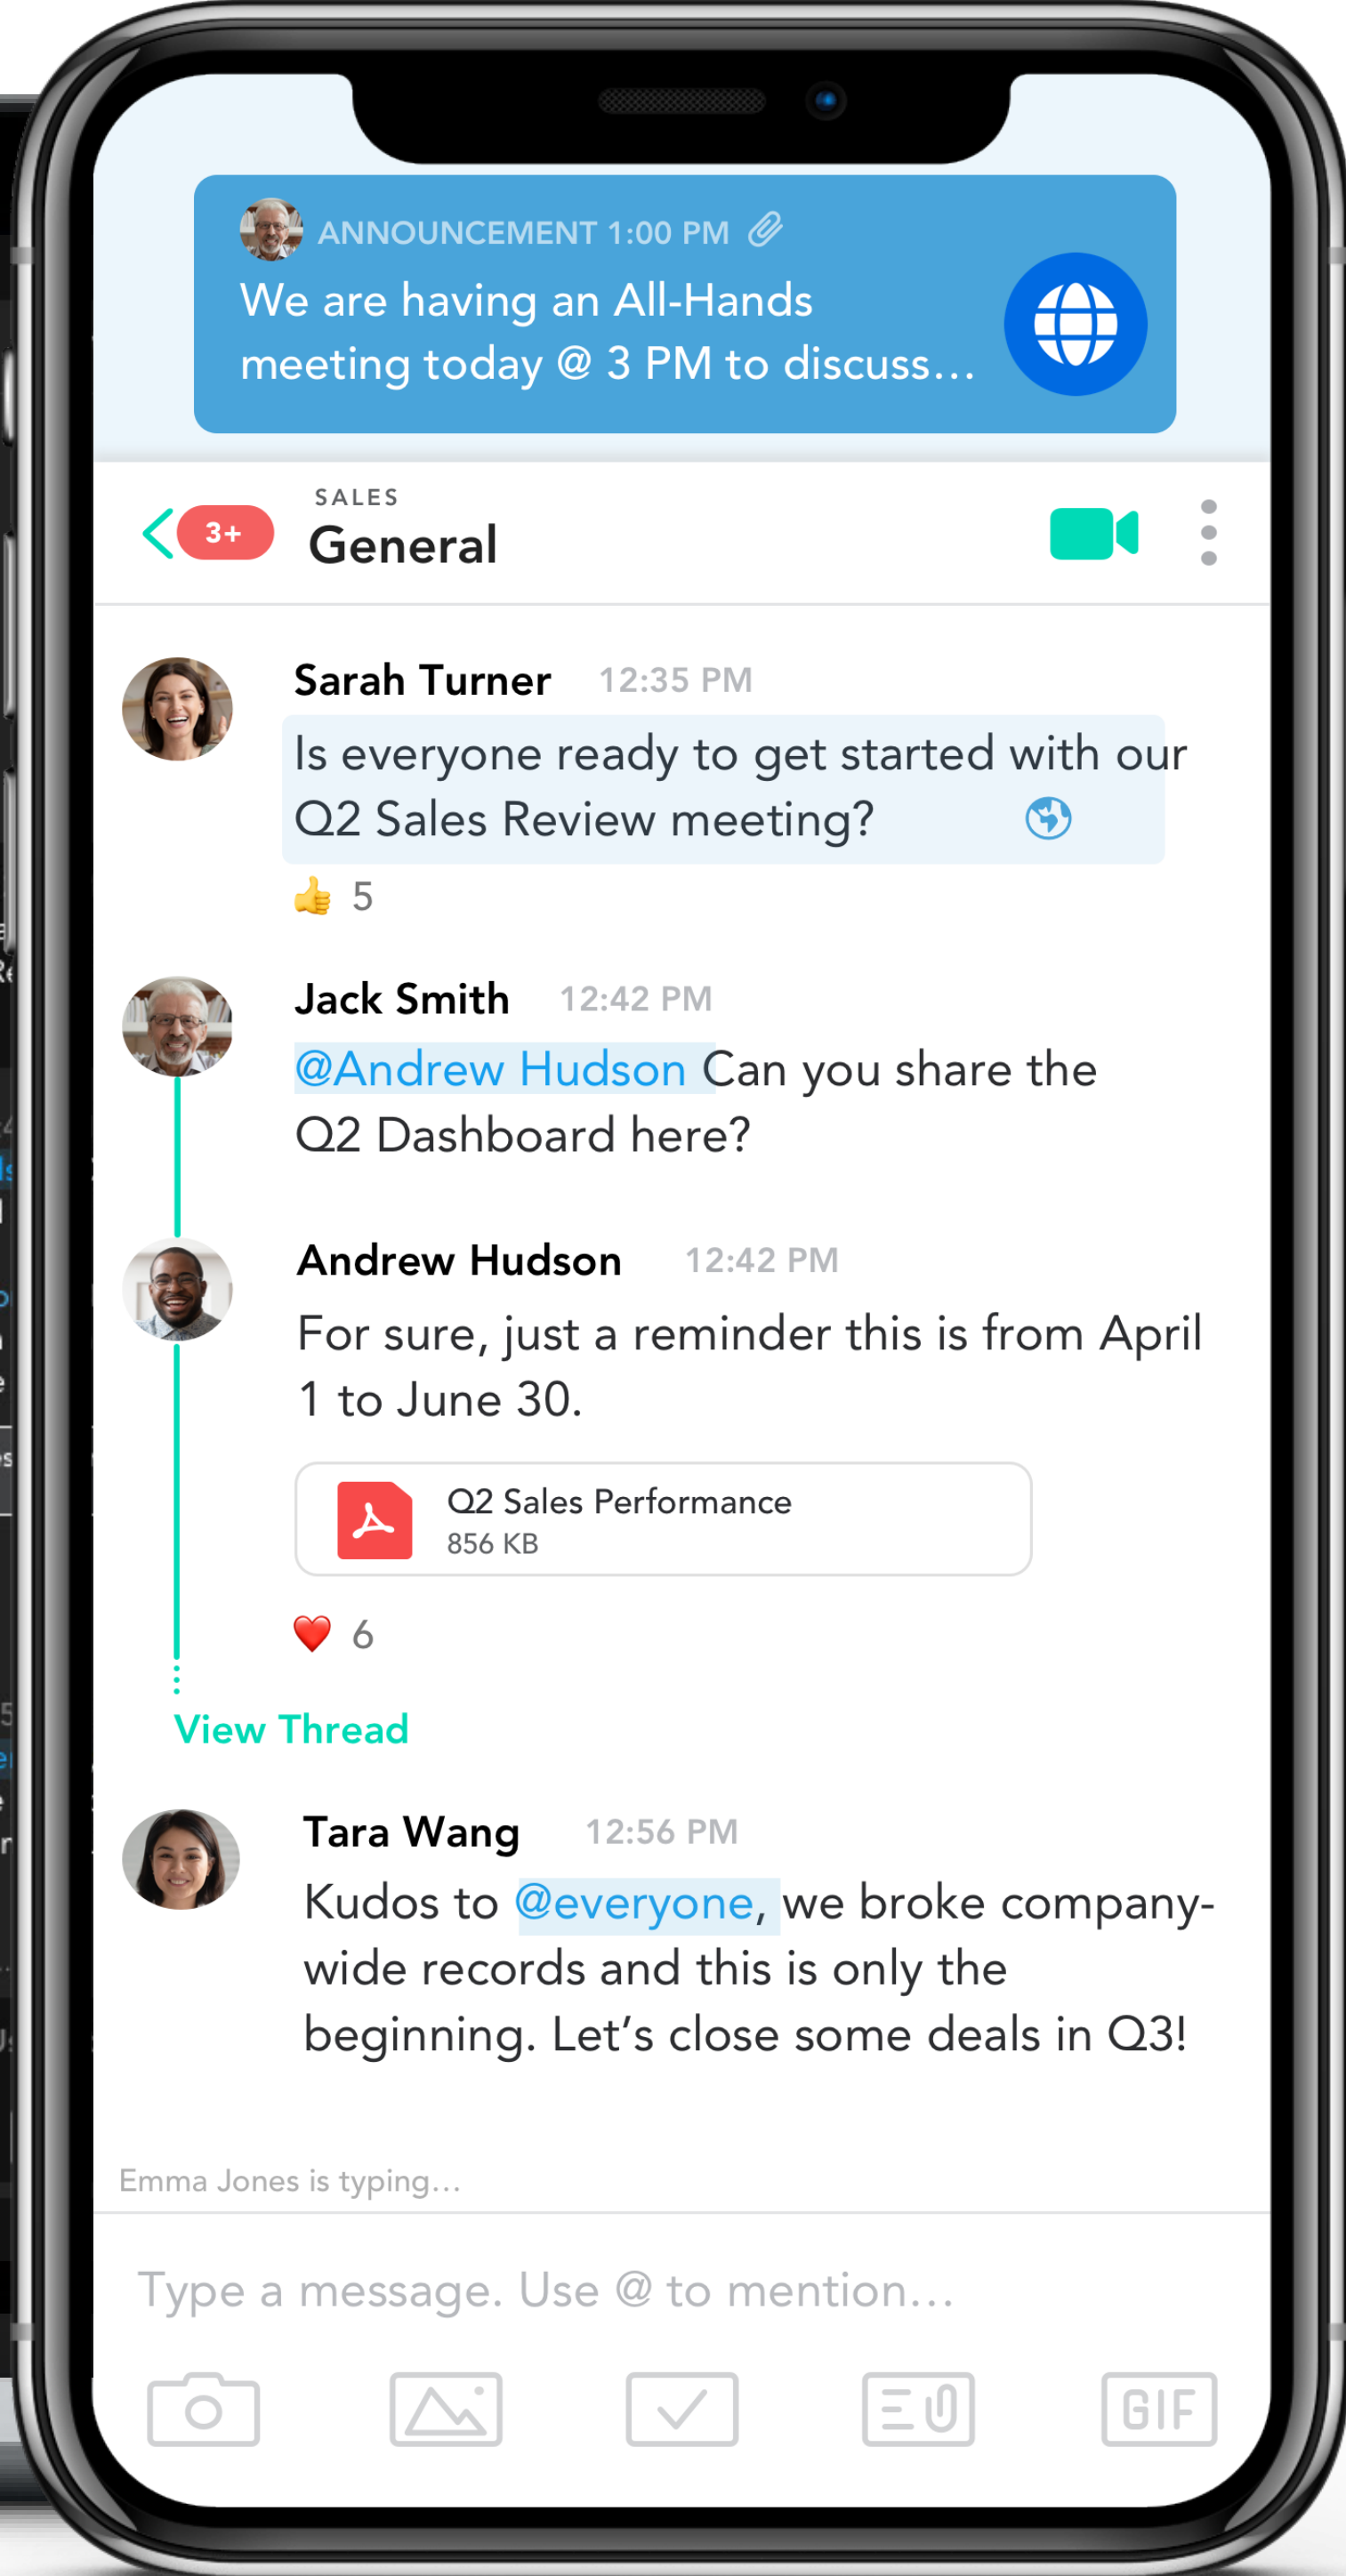 ANNOUNCEMENT 1:00 PM
We are having an All-Hands
meeting today @ 3 PM to discuss...
3+
SALES
General
Sarah Turner 12:35 PM
Is everyone ready to get started with our
Q2 Sales Review meeting?
👍 5
Jack Smith 12:42 PM
@Andrew Hudson Can you share the
Q2 Dashboard here?
Andrew Hudson 12:42 PM
For sure, just a reminder this is from April
1 to June 30.
Q2 Sales Performance
856 KB
❤️ 6
View Thread
Tara Wang 12:56 PM
Kudos to @everyone, we broke company-
wide records and this is only the
beginning. Let’s close some deals in Q3!
Emma Jones is typing...
Type a message. Use @ to mention...
GIF